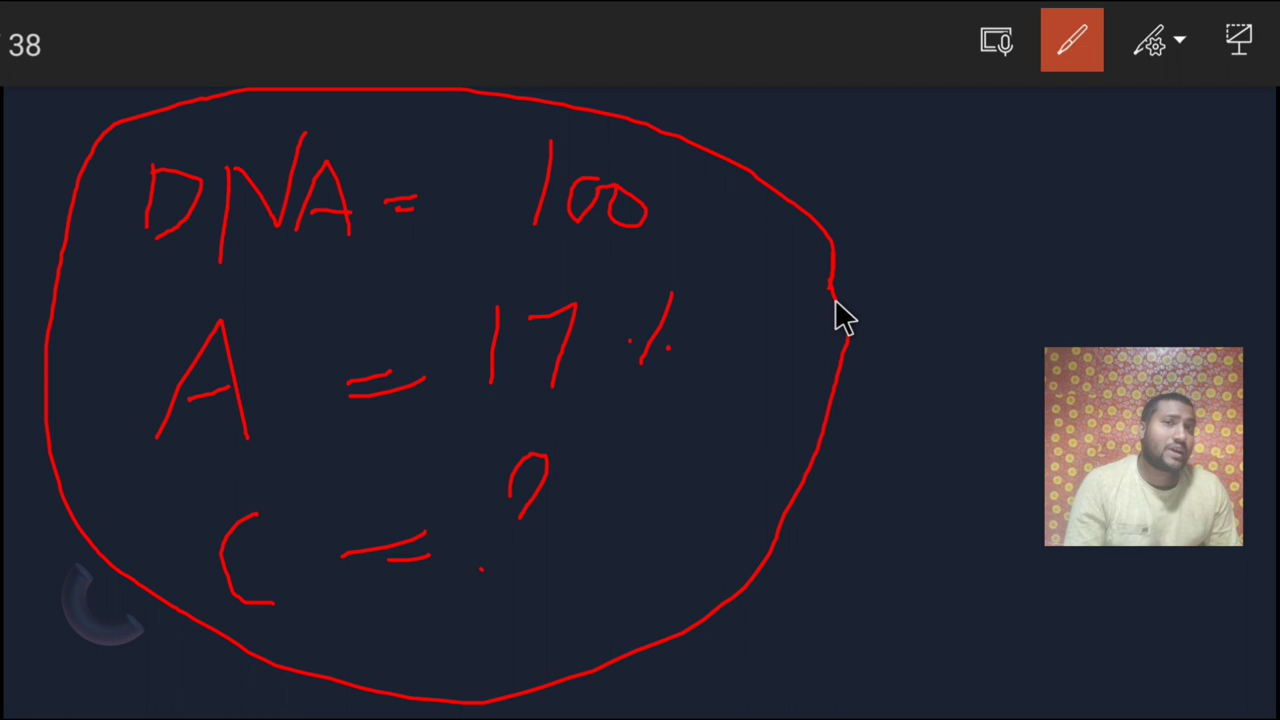 38
DNA = 100
A = 17 %
C = ?